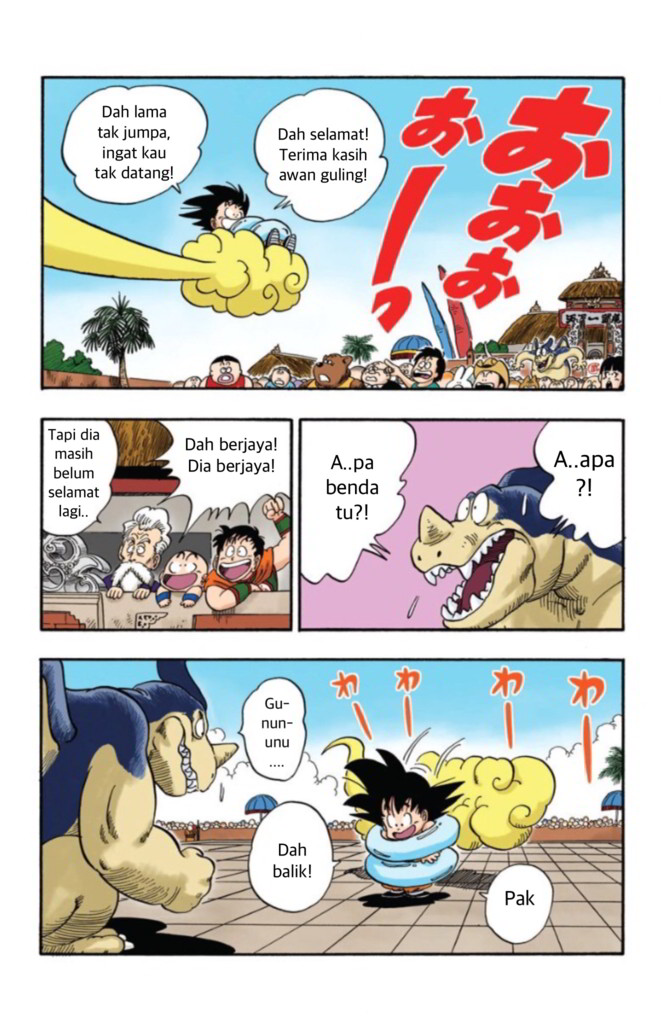 おおお
おーっ
Dah selamat!
Terima kasih
awan guling!
Dah lama
tak jumpa,
ingat kau
tak datang!
A..apa
?!
A..pa
benda
tu?!
Dah berjaya!
Dia berjaya!
Tapi dia
masih
belum
selamat
lagi..
わー
わー
わー
わー
Pak
Dah
balik!
Gu-
nun-
unu
....